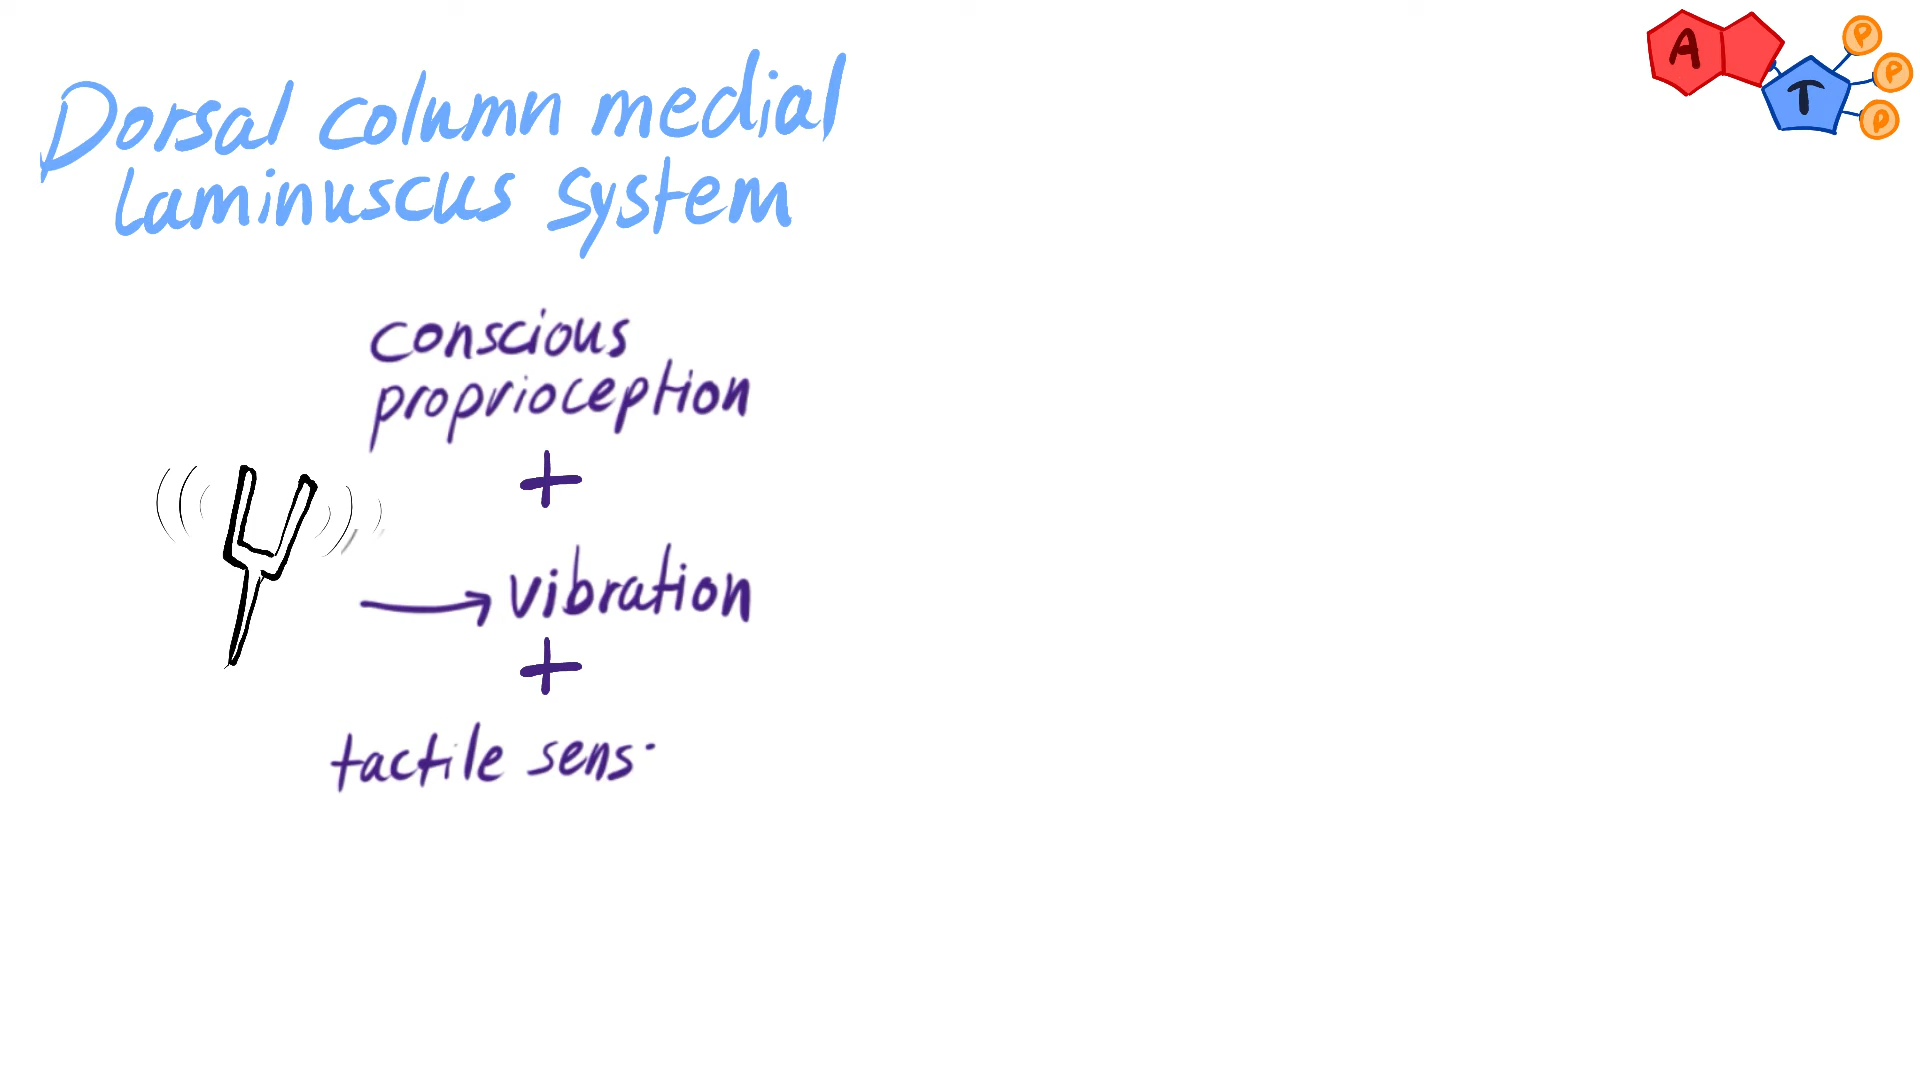 Dorsal column medial
laminuscus system
conscious
proprioception
+
vibration
+
tactile sens
A
T
P
P
P